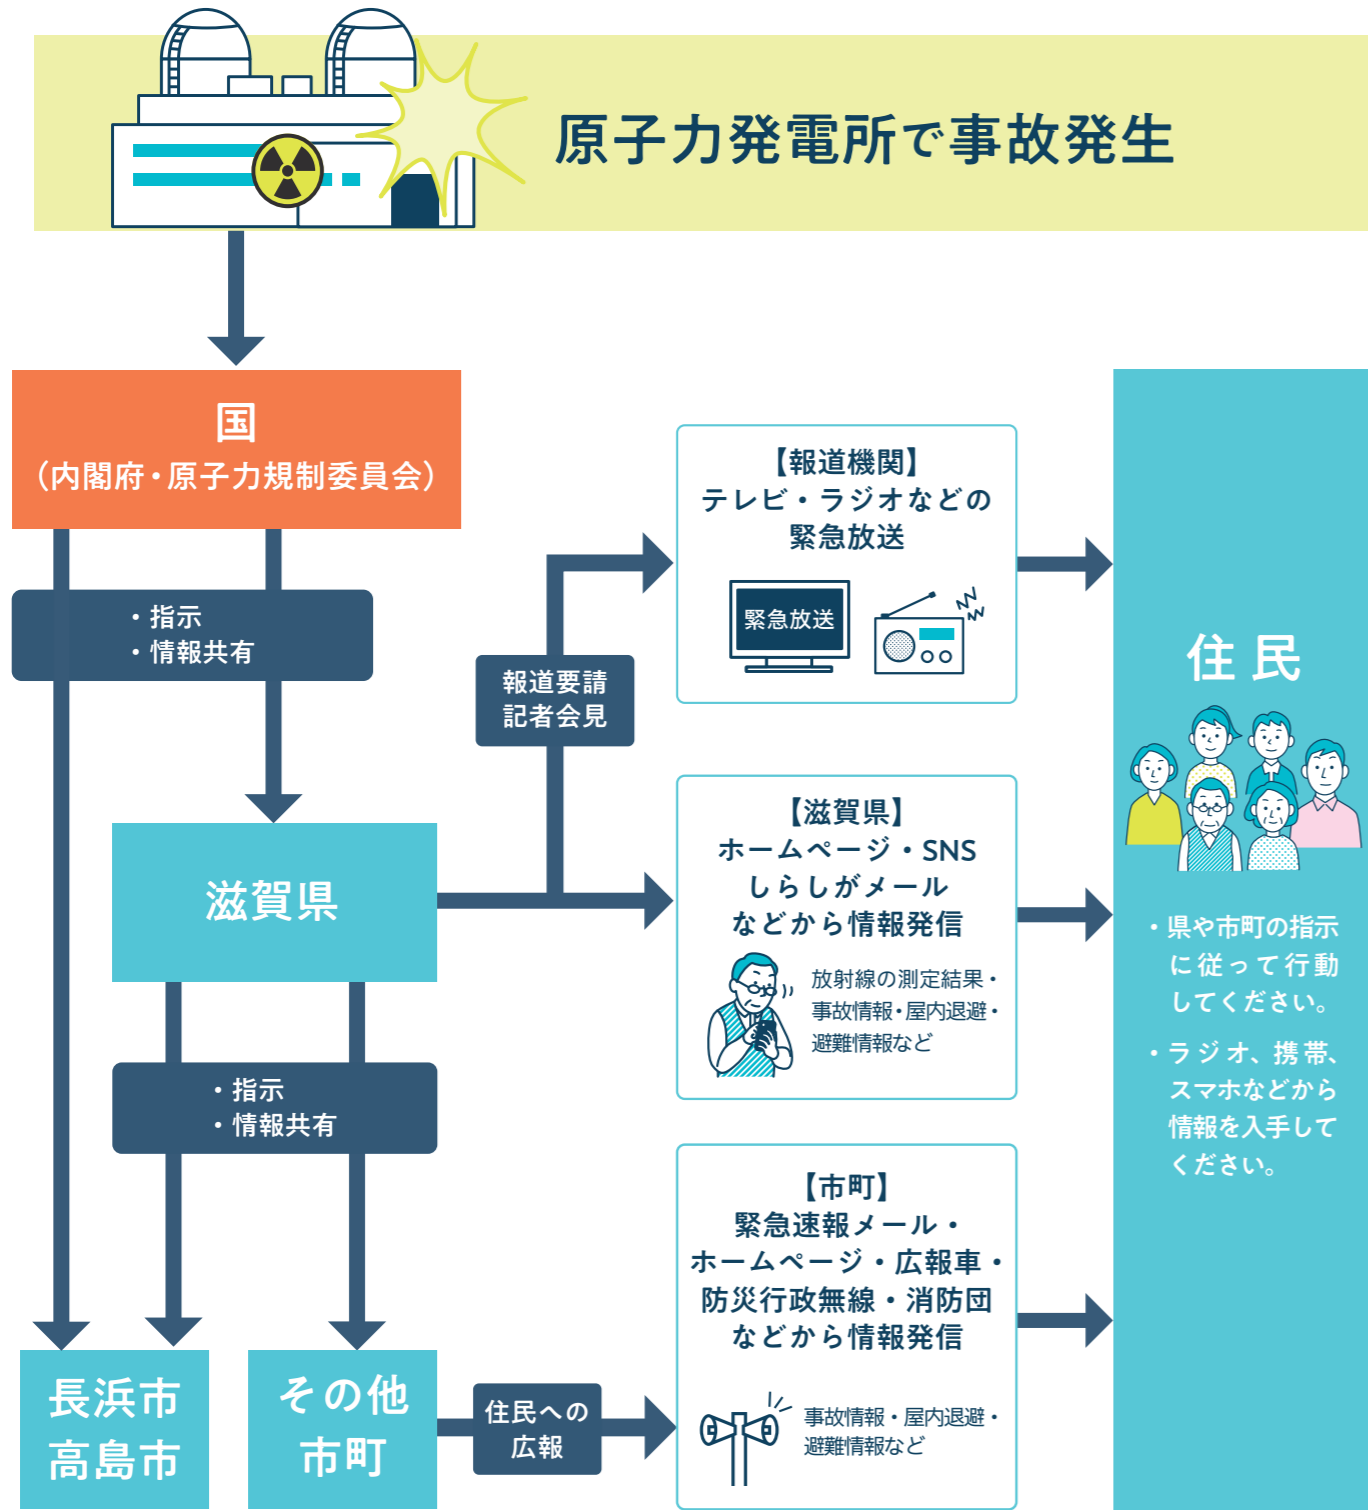 原子力発電所で事故発生
国
（内閣府・原子力規制委員会）
・指示
・情報共有
滋賀県
・指示
・情報共有
長浜市
高島市
その他
市町
報道要請
記者会見
住民への
広報
【報道機関】
テレビ・ラジオなどの
緊急放送
緊急放送
【滋賀県】
ホームページ・SNS
しらしがメール
などから情報発信
放射線の測定結果・
事故情報・屋内退避・
避難情報など
【市町】
緊急速報メール・
ホームページ・広報車・
防災行政無線・消防団
などから情報発信
事故情報・屋内退避・
避難情報など
住民
・県や市町の指示
に従って行動
してください。
・ラジオ、携帯、
スマホなどから
情報を入手して
ください。